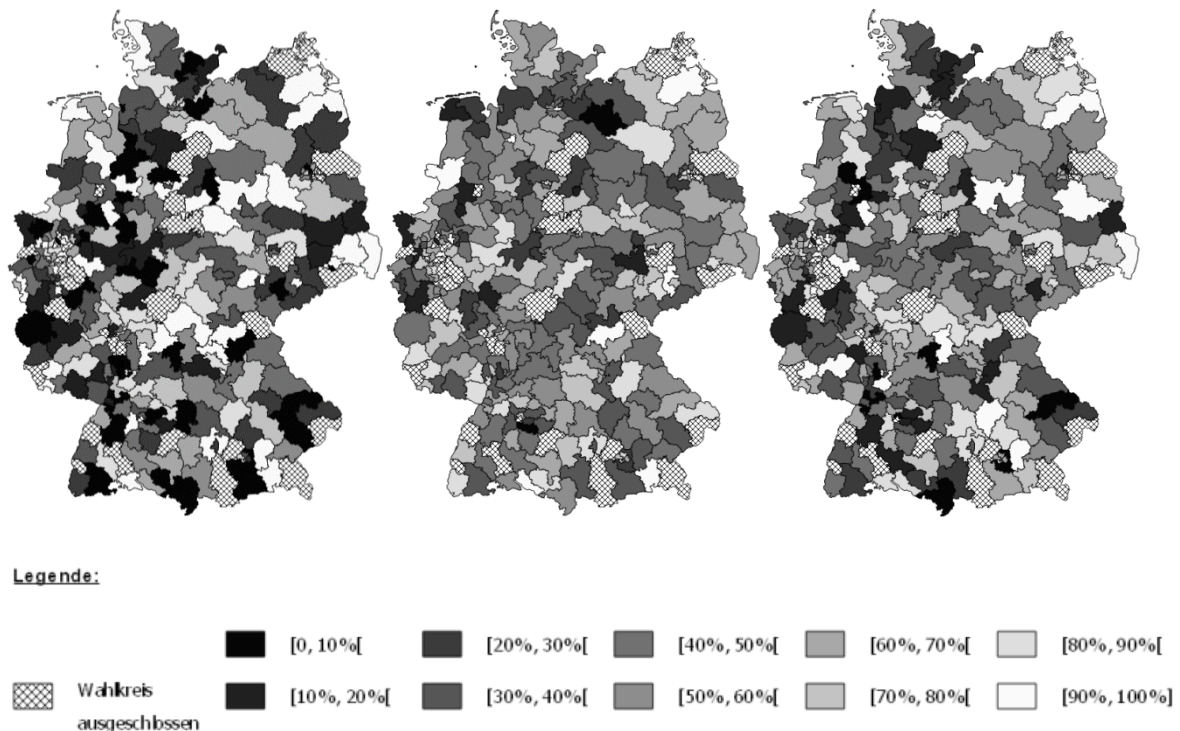 Legende:
[0, 10%[ [20%, 30%[ [40%, 50%[ [60%, 70%[ [80%, 90%[
Wahlkreis ausgeschlossen
[10%, 20%[ [30%, 40%[ [50%, 60%[ [70%, 80%[ [90%, 100%]